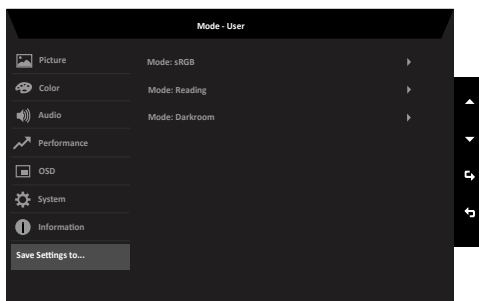 Mode - User
Picture
Color
Audio
Performance
OSD
System
Information
Save Settings to...
Mode: sRGB
Mode: Reading
Mode: Darkroom